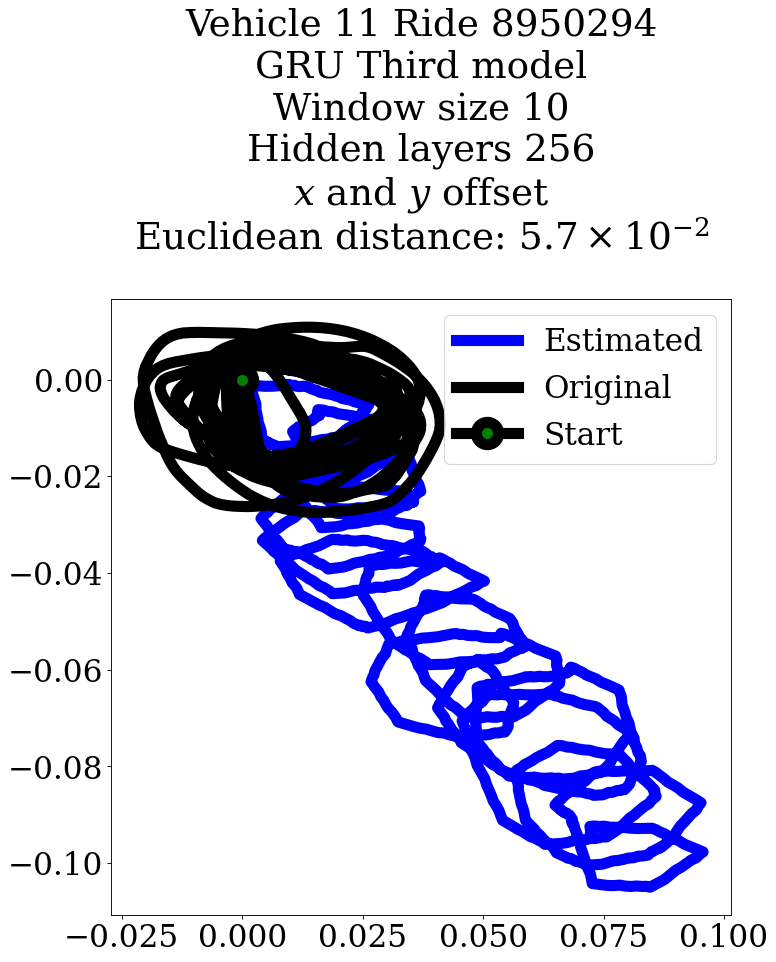 Vehicle 11 Ride 8950294
GRU Third model
Window size 10
Hidden layers 256
x and y offset
Euclidean distance: 5.7 × 10⁻²
Estimated
Original
Start
0.00
−0.02
−0.04
−0.06
−0.08
−0.10
−0.025 0.000 0.025 0.050 0.075 0.100